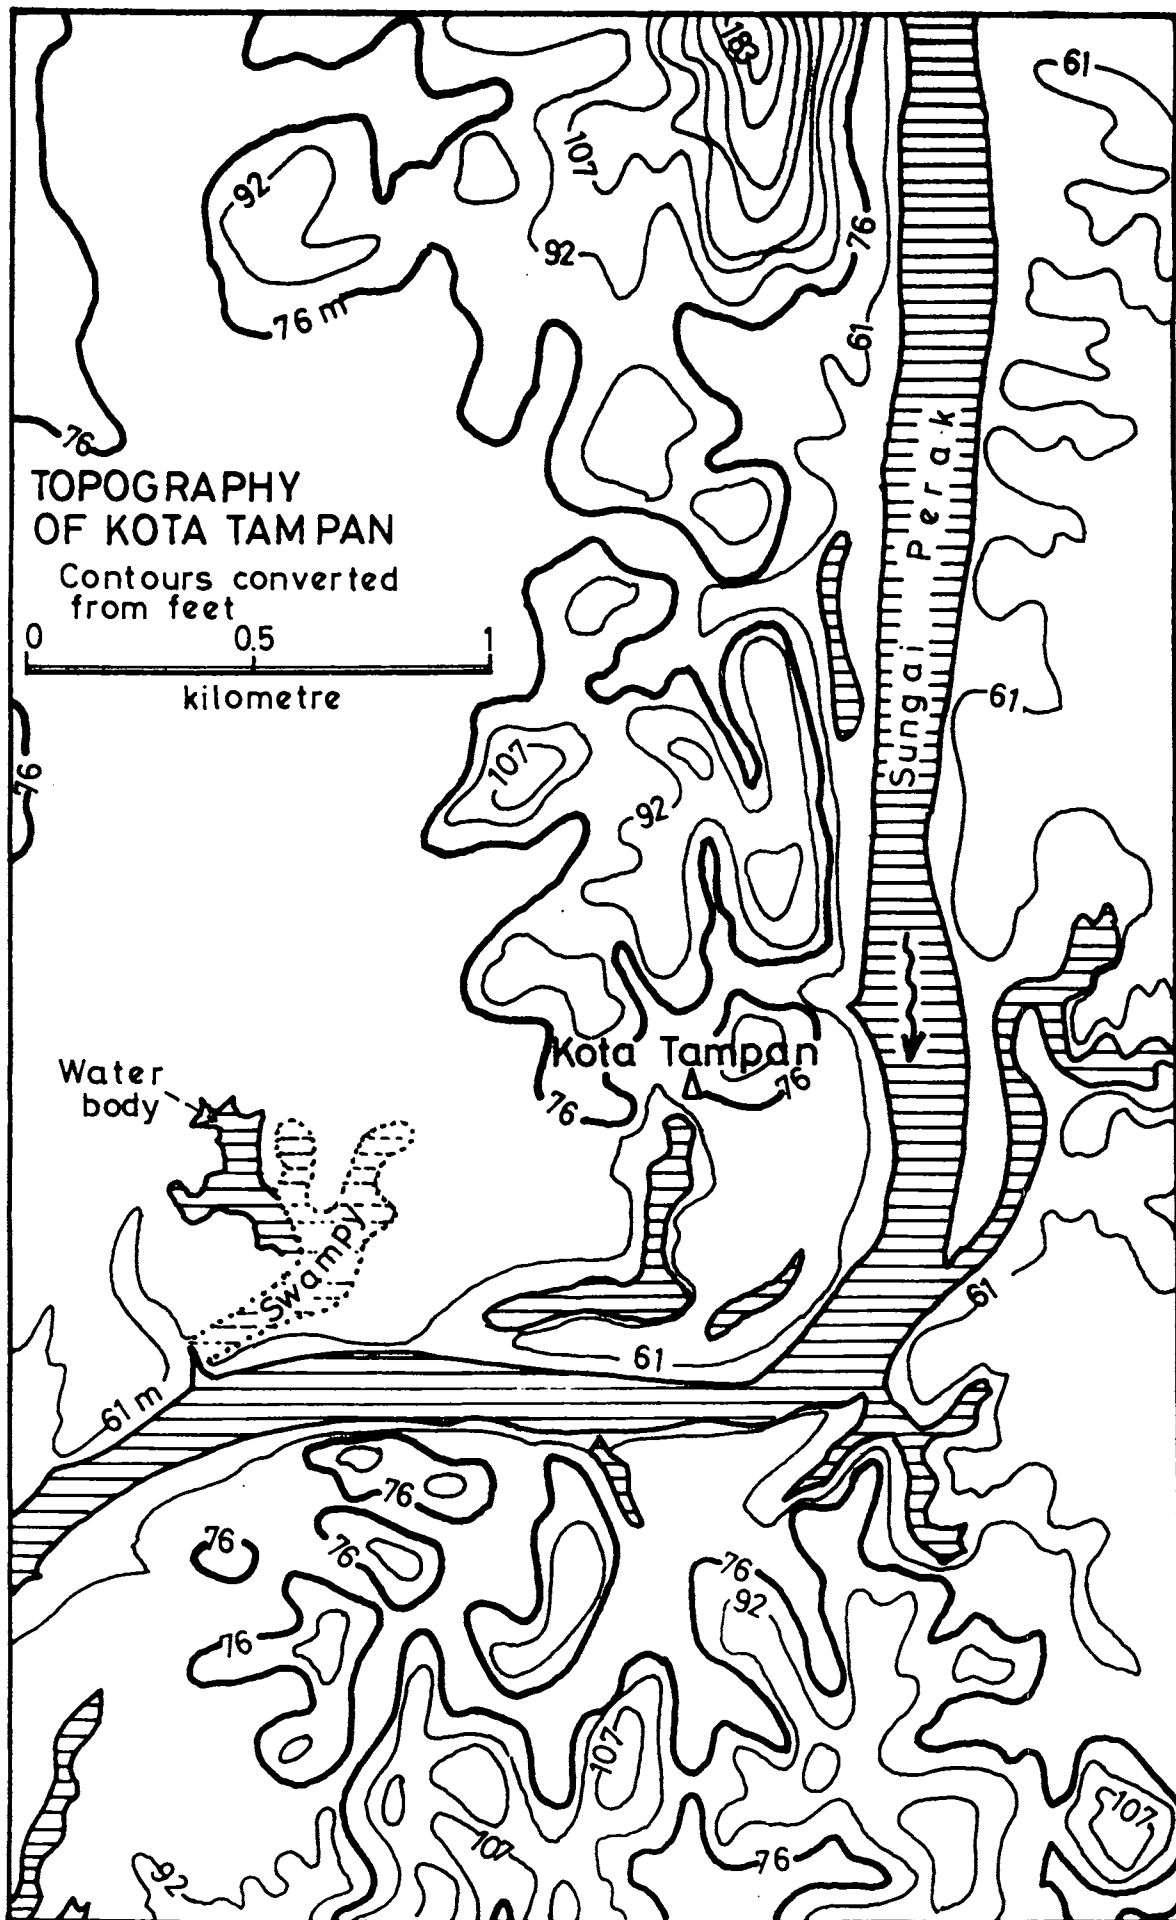 183
61
107
92
76
92
76 m
61
76
TOPOGRAPHY
OF KOTA TAMPAN
Contours converted
from feet
0 0.5 1
kilometre
Sungai Perak
61
76
107
92
Kota Tampan
76
76
Water
body
Swampy
61
61
61 m
76
76
76
76
92
76
107
107
107
76
92